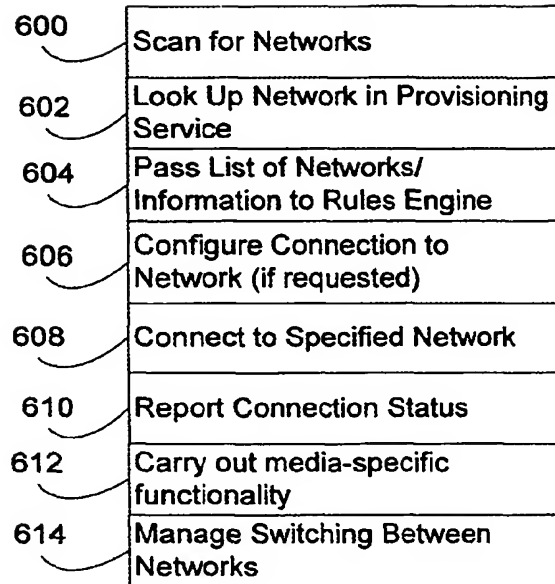 600
Scan for Networks
602
Look Up Network in Provisioning
Service
604
Pass List of Networks/
Information to Rules Engine
606
Configure Connection to
Network (if requested)
608
Connect to Specified Network
610
Report Connection Status
612
Carry out media-specific
functionality
614
Manage Switching Between
Networks